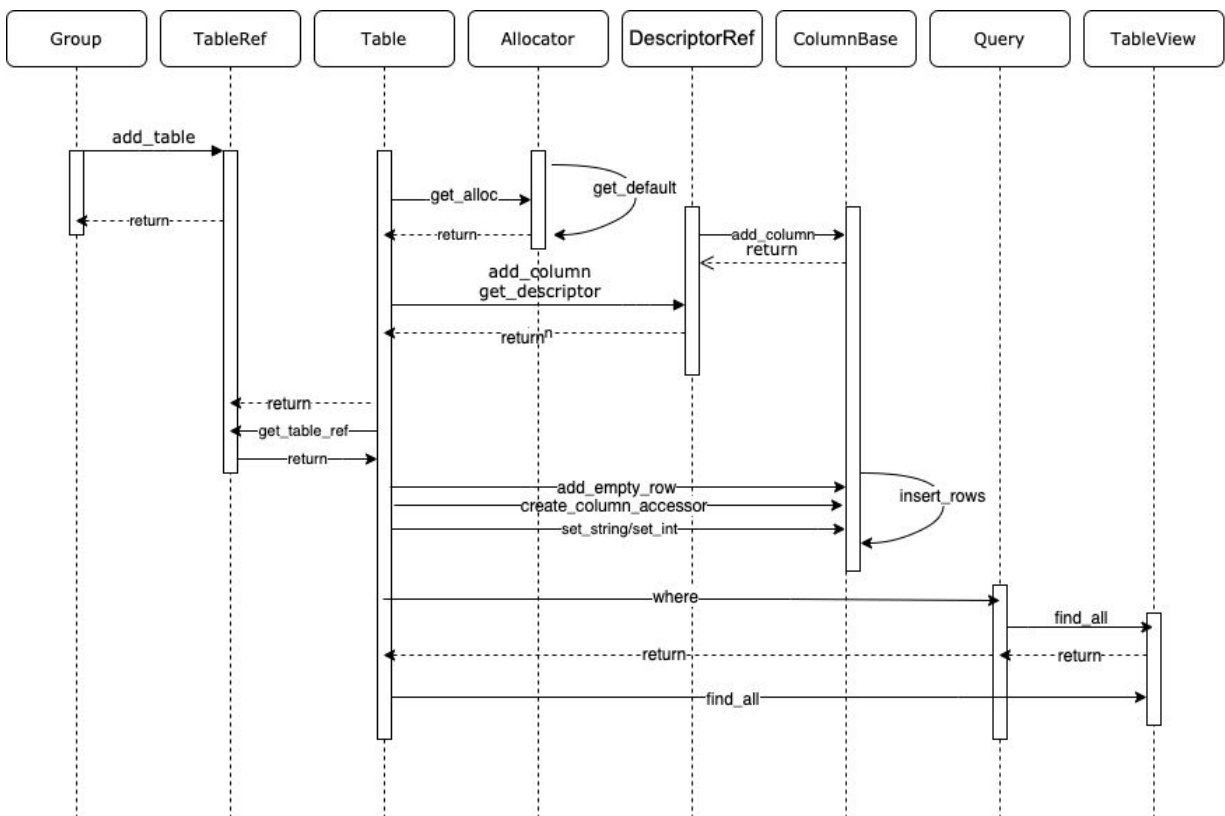 Group
TableRef
Table
Allocator
DescriptorRef
ColumnBase
Query
TableView
add_table
get_alloc
get_default
return
return
add_column
return
add_column
get_descriptor
return
return
get_table_ref
return
add_empty_row
create_column_accessor
set_string/set_int
insert_rows
where
find_all
return
return
find_all